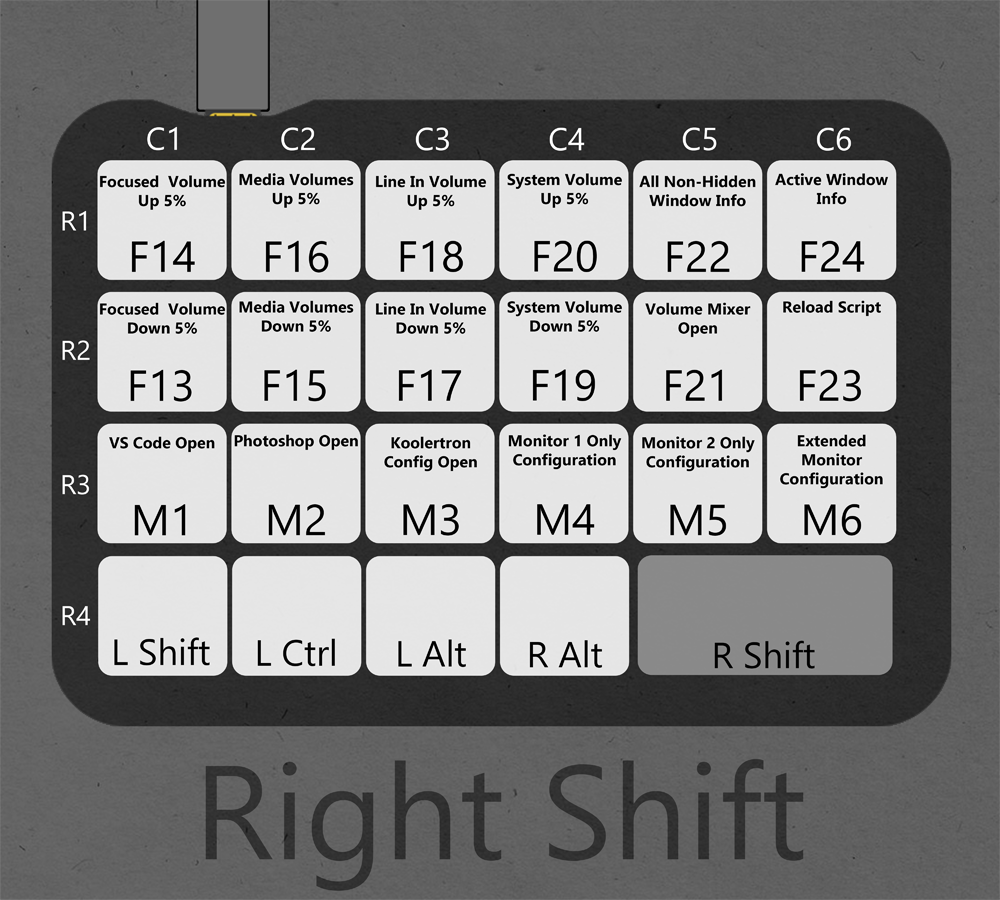 C1 C2 C3 C4 C5 C6
R1
Focused Volume
Up 5%
F14
Media Volumes
Up 5%
F16
Line In Volume
Up 5%
F18
System Volume
Up 5%
F20
All Non-Hidden
Window Info
F22
Active Window
Info
F24
R2
Focused Volume
Down 5%
F13
Media Volumes
Down 5%
F15
Line In Volume
Down 5%
F17
System Volume
Down 5%
F19
Volume Mixer
Open
F21
Reload Script
F23
R3
VS Code Open
M1
Photoshop Open
M2
Koolertron
Config Open
M3
Monitor 1 Only
Configuration
M4
Monitor 2 Only
Configuration
M5
Extended
Monitor
Configuration
M6
R4
L Shift
L Ctrl
L Alt
R Alt
R Shift
Right Shift